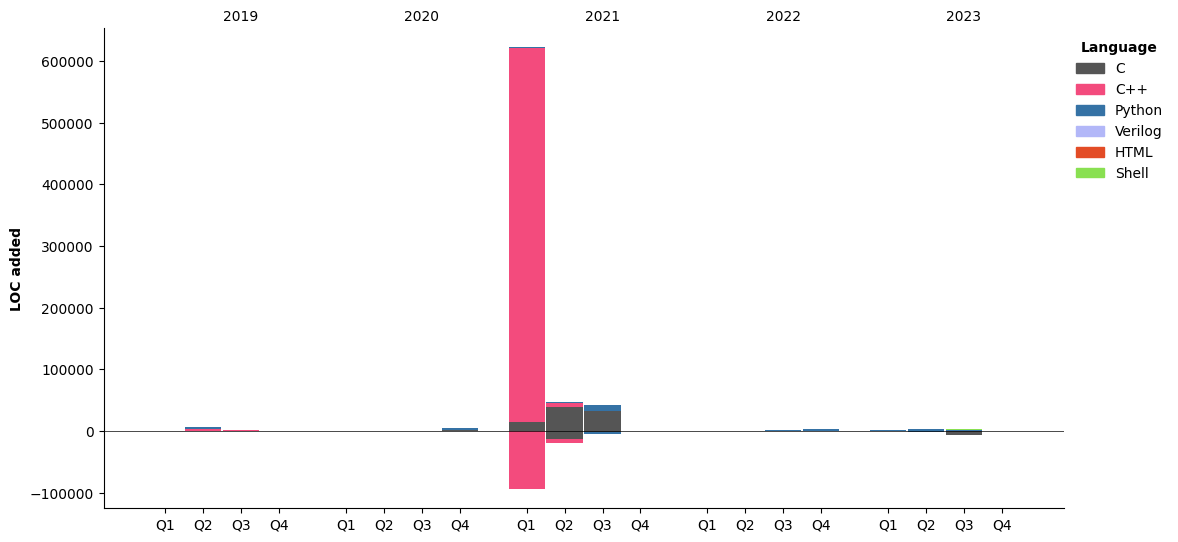 2019 2020 2021 2022 2023
Language
C
C++
Python
Verilog
HTML
Shell
LOC added
600000
500000
400000
300000
200000
100000
0
−100000
Q1 Q2 Q3 Q4 Q1 Q2 Q3 Q4 Q1 Q2 Q3 Q4 Q1 Q2 Q3 Q4 Q1 Q2 Q3 Q4